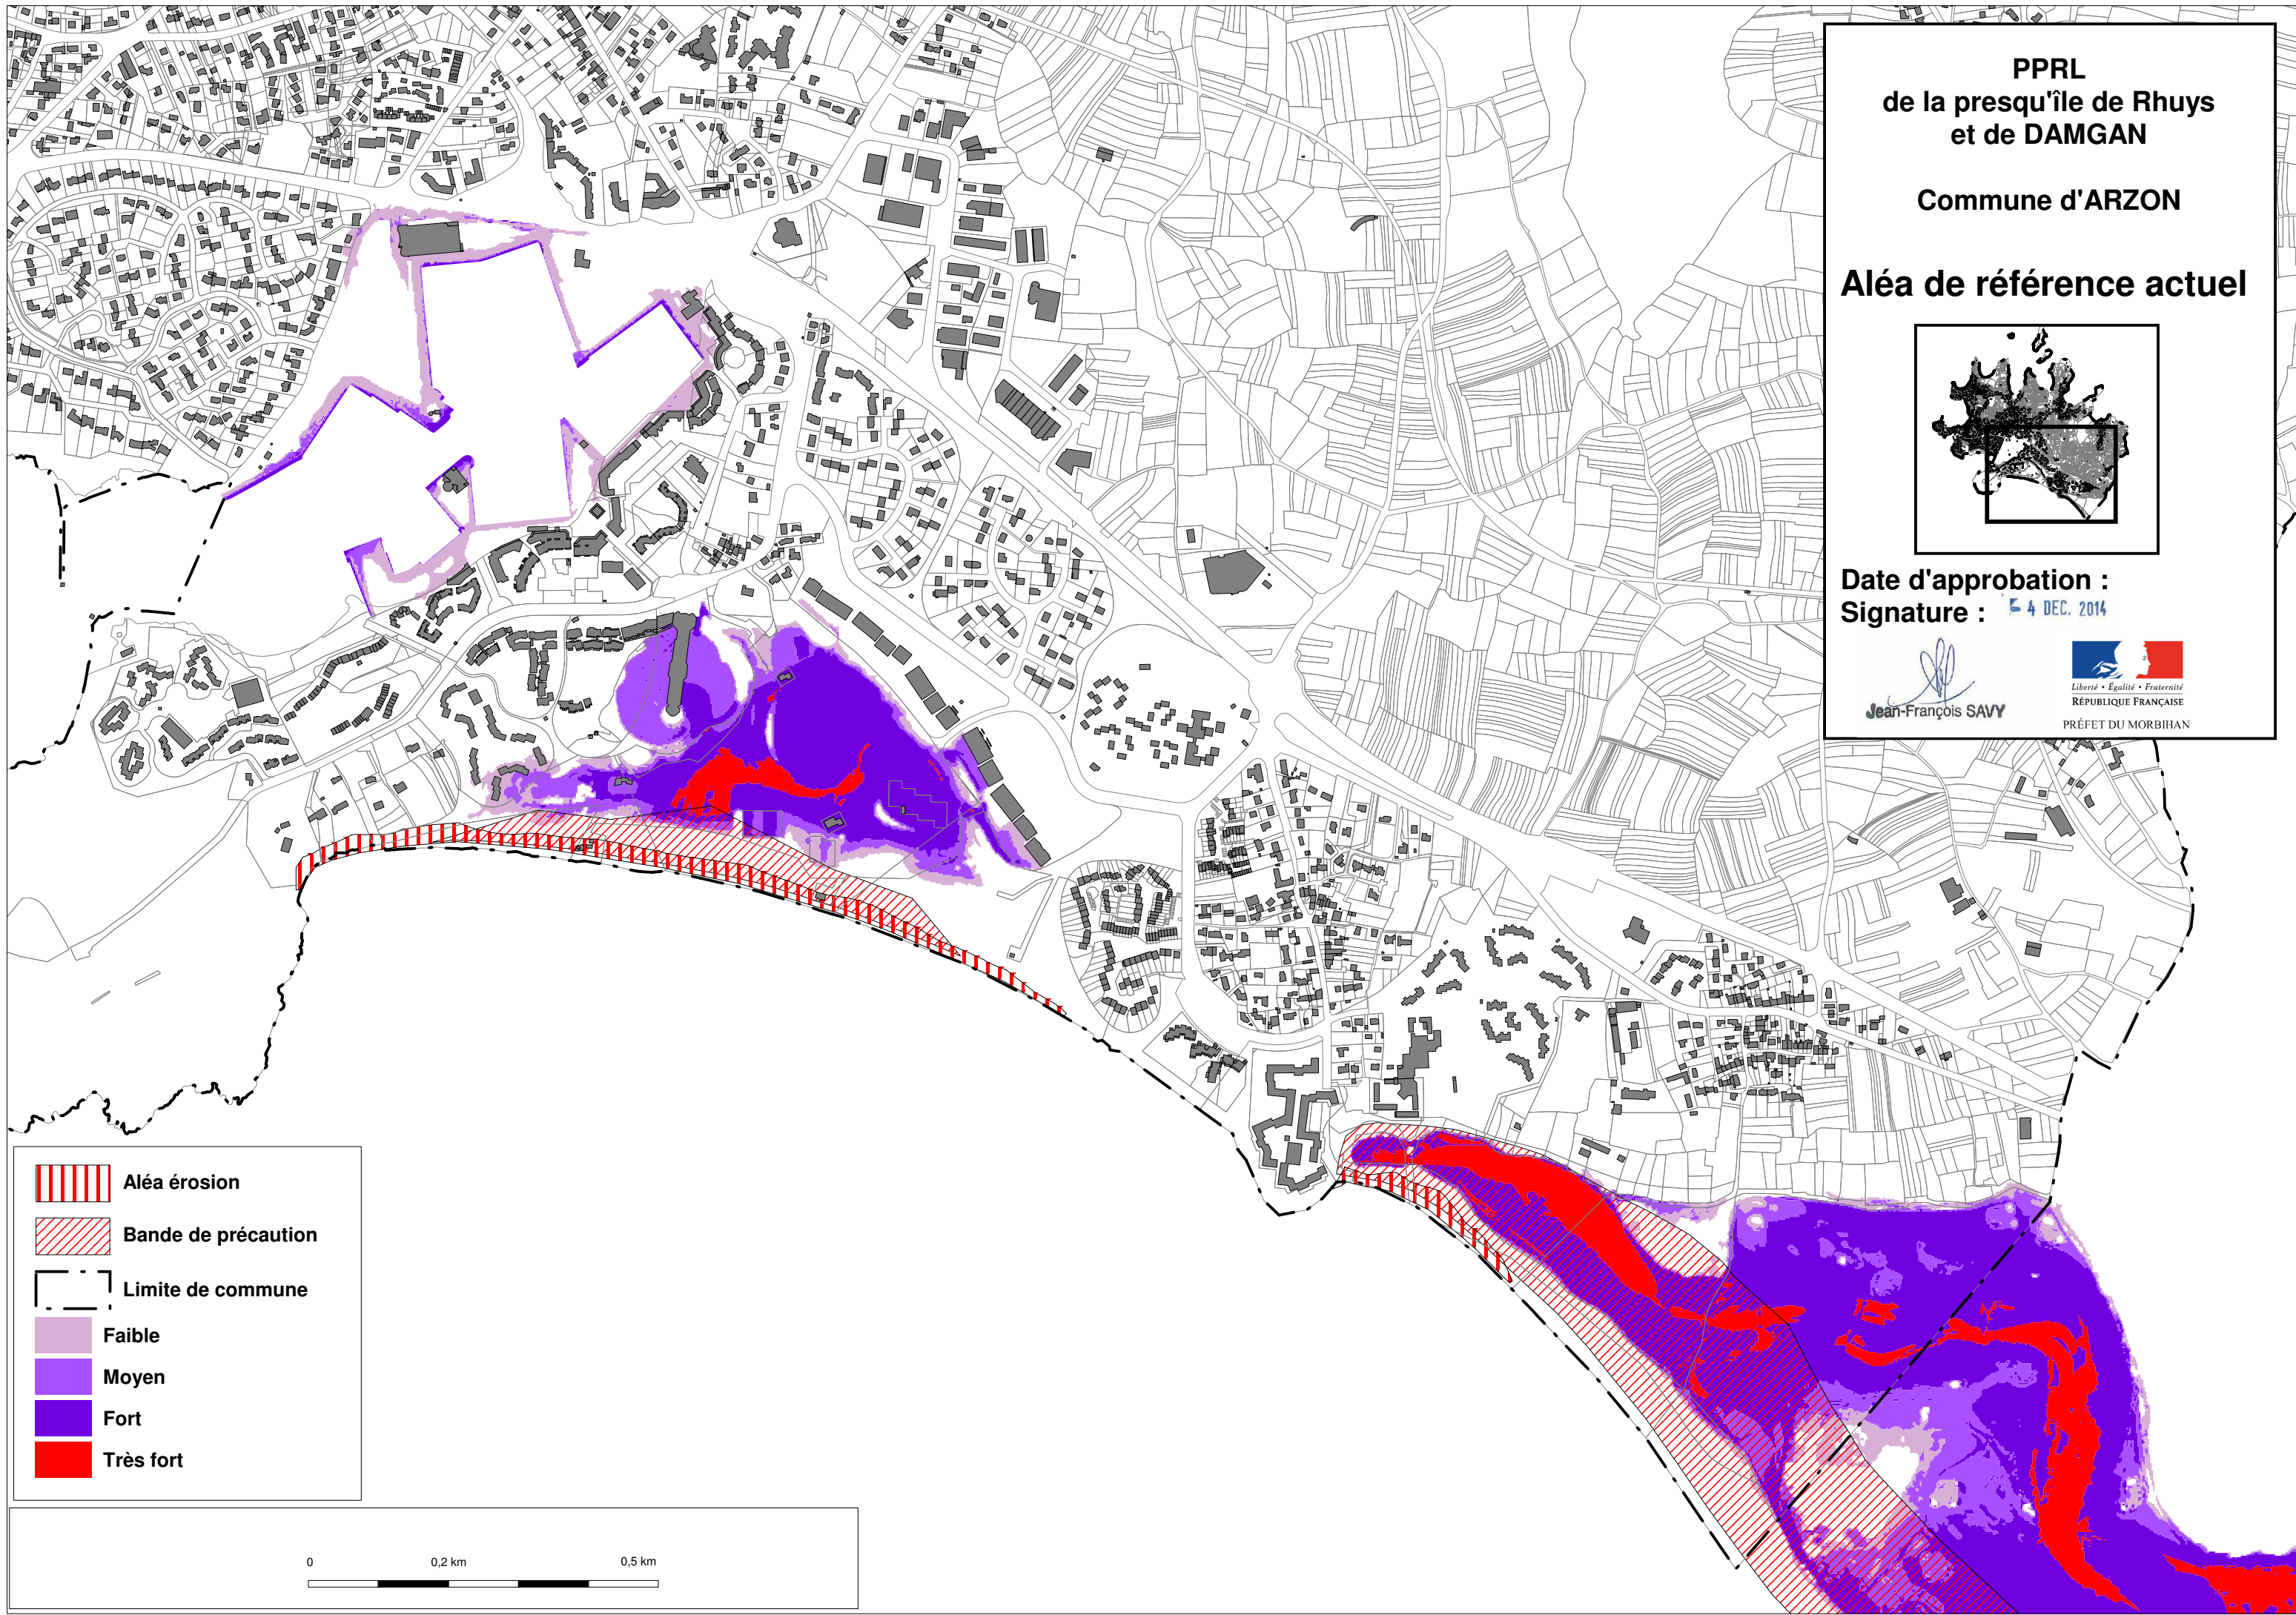 PPRL
de la presqu'île de Rhuys
et de DAMGAN
Commune d'ARZON
Aléa de référence actuel
Date d'approbation :
Signature :
4 DEC. 2014
Jean-François SAVY
Liberté • Égalité • Fraternité
RÉPUBLIQUE FRANÇAISE
PRÉFET DU MORBIHAN
Aléa érosion
Bande de précaution
Limite de commune
Faible
Moyen
Fort
Très fort
0
0,2 km
0,5 km